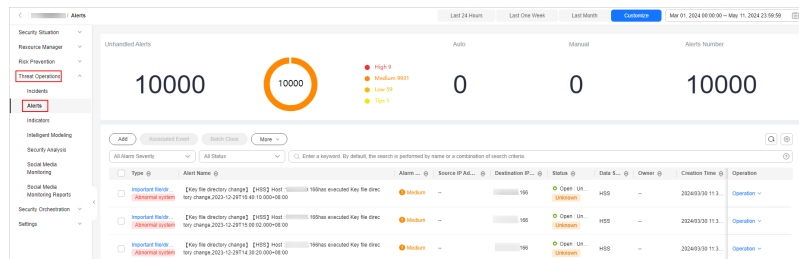 / Alerts
Last 24 Hours
Last One Week
Last Month
Customize
Mar 01, 2024 00:00:00 – May 11, 2024 23:59:59
Security Situation
Resource Manager
Risk Prevention
Threat Operations
Incidents
Alerts
Indicators
Intelligent Modeling
Security Analysis
Social Media
Monitoring
Social Media
Monitoring Reports
Security Orchestration
Settings
Unhandled Alerts
Auto
Manual
Alerts Number
10000
10000
High 9
Medium 9931
Low 59
Tips 1
0
0
10000
Add
Associated Event
Batch Close
More
All Alarm Severity
All Status
Enter a keyword. By default, the search is performed by name or a combination of search criteria.
Type
Alert Name
Alarm ...
Source IP Ad...
Destination IP...
Status
Data S...
Owner
Creation Time
Operation
Important file/dir...
Abnormal system
【Key file directory change】【HSS】Host : 166has executed Key file direc
tory change,2023-12-29T16:48:10.000+08:00
Medium
--
.166
Open : Un...
Unknown
HSS
--
2024/03/30 11:3...
Operation
Important file/dir...
Abnormal system
【Key file directory change】【HSS】Host : 166has executed Key file direc
tory change,2023-12-29T15:06:02.000+08:00
Medium
--
.166
Open : Un...
Unknown
HSS
--
2024/03/30 11:3...
Operation
Important file/dir...
Abnormal system
【Key file directory change】【HSS】Host : 166has executed Key file direc
tory change,2023-12-29T14:30:20.000+08:00
Medium
--
166
Open : Un...
Unknown
HSS
--
2024/03/30 11:3...
Operation